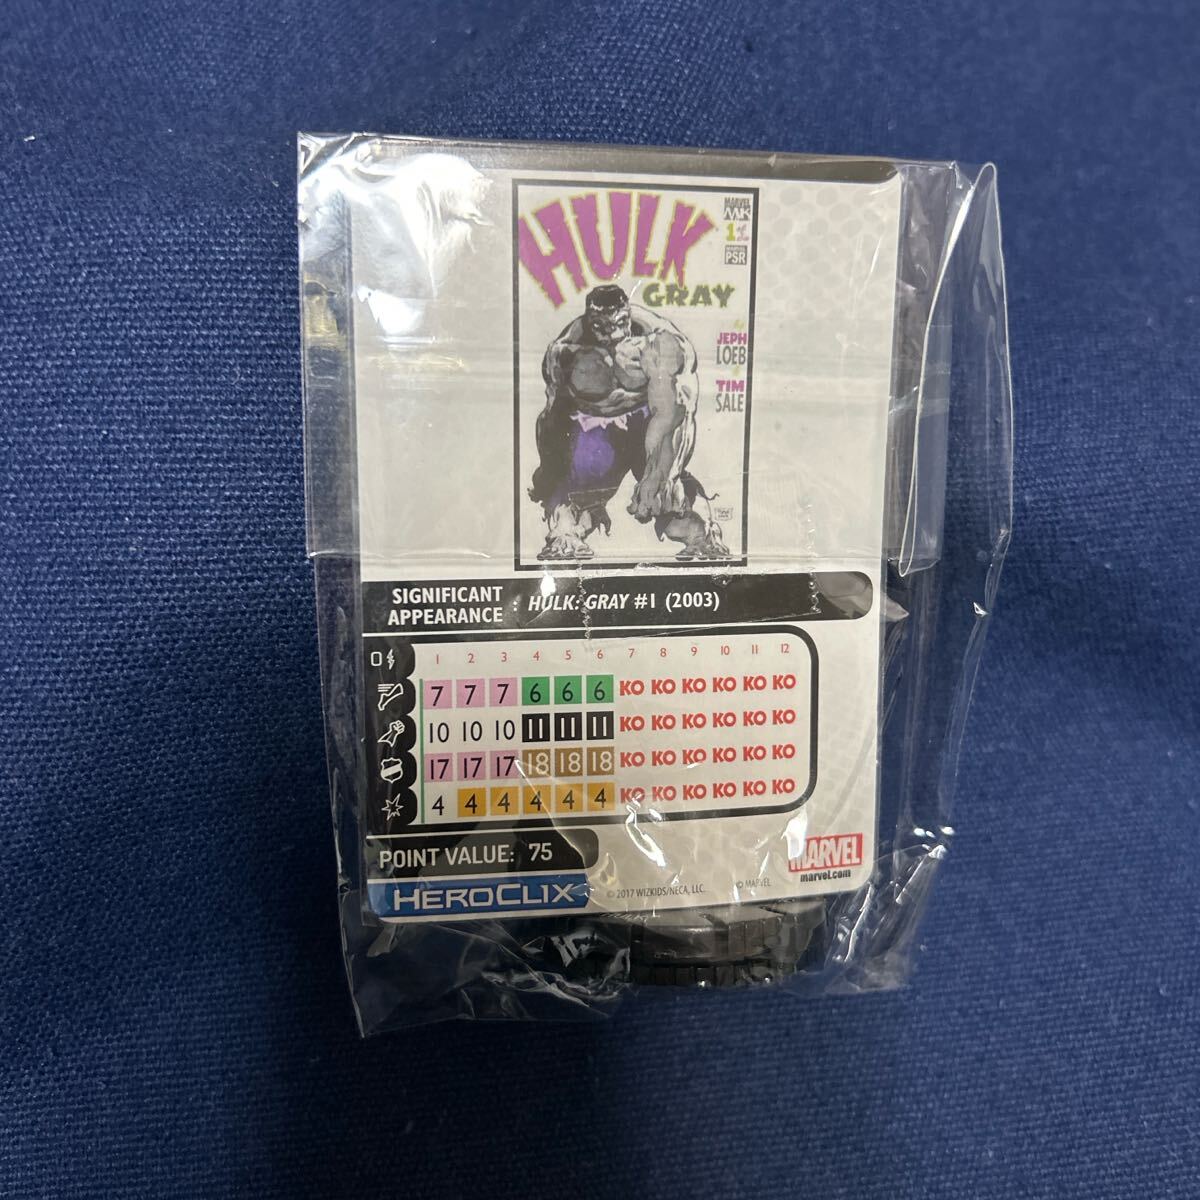 HULK
GRAY
MARVEL
MK
1 of
PSR
JEPH
LOEB
TIM
SALE
SIGNIFICANT
APPEARANCE : HULK: GRAY #1 (2003)
0 1 2 3 4 5 6 7 8 9 10 11 12
7 7 7 6 6 6 KO KO KO KO KO KO
10 10 10 11 11 11 KO KO KO KO KO KO
17 17 17 18 18 18 KO KO KO KO KO KO
4 4 4 4 4 4 KO KO KO KO KO KO
POINT VALUE: 75
HEROCLIX
© 2017 WIZKIDS/NECA, LLC.
© MARVEL
MARVEL
marvel.com